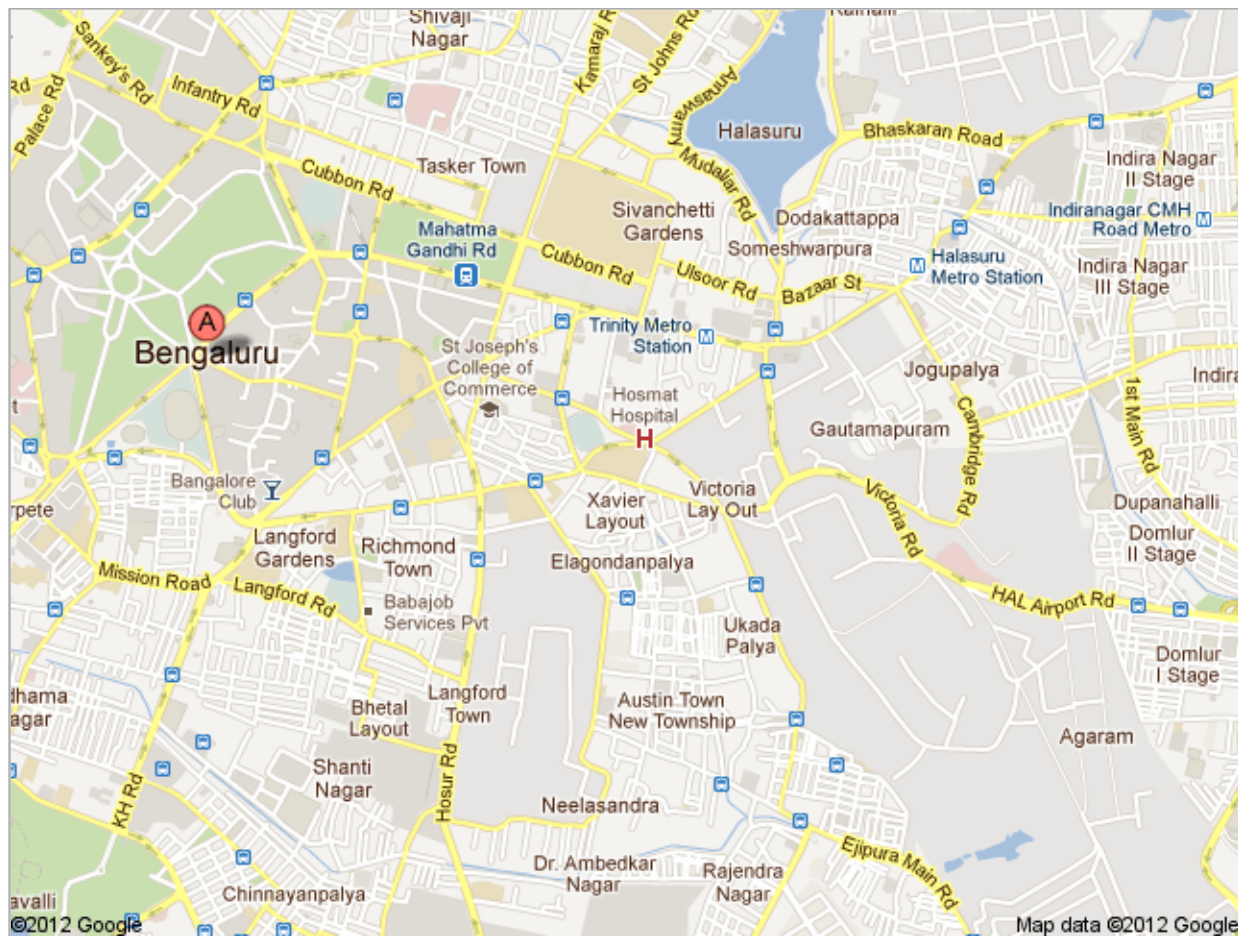 Shivaji
Nagar
Sankey's Rd
Kamaraj R
St Johns Rd
Annaswamy
Mudaliar Rd
Rd
Infantry Rd
Palace Rd
Halasuru
Bhaskaran Road
Tasker Town
Cubbon Rd
Indira Nagar
II Stage
Sivanchetti
Gardens
Dodakattappa
Indiranagar CMH
Road Metro
Mahatma
Gandhi Rd
Cubbon Rd
Someshwarpura
Halasuru
Metro Station
Ulsoor Rd
Bazaar St
Indira Nagar
III Stage
A
Bengaluru
Trinity Metro
Station
St Joseph's
College of
Commerce
Jogupalya
Indira
1st Main Rd
Hosmat
Hospital
H
Gautamapuram
Cambridge Rd
Bangalore
Club
rpete
Xavier
Layout
Victoria
Lay Out
Victoria Rd
Dupanahalli
Langford
Gardens
Richmond
Town
Domlur
II Stage
Elagondanpalya
Mission Road
Langford Rd
HAL Airport Rd
Babajob
Services Pvt
Ukada
Palya
Domlur
I Stage
dhama
agar
Langford
Town
Austin Town
New Township
Bhetal
Layout
Agaram
Shanti
Nagar
Hosur Rd
KH Rd
Neelasandra
Dr. Ambedkar
Nagar
Rajendra
Nagar
Ejipura Main Rd
Chinnayanpalya
avalli
©2012 Google
Map data ©2012 Google